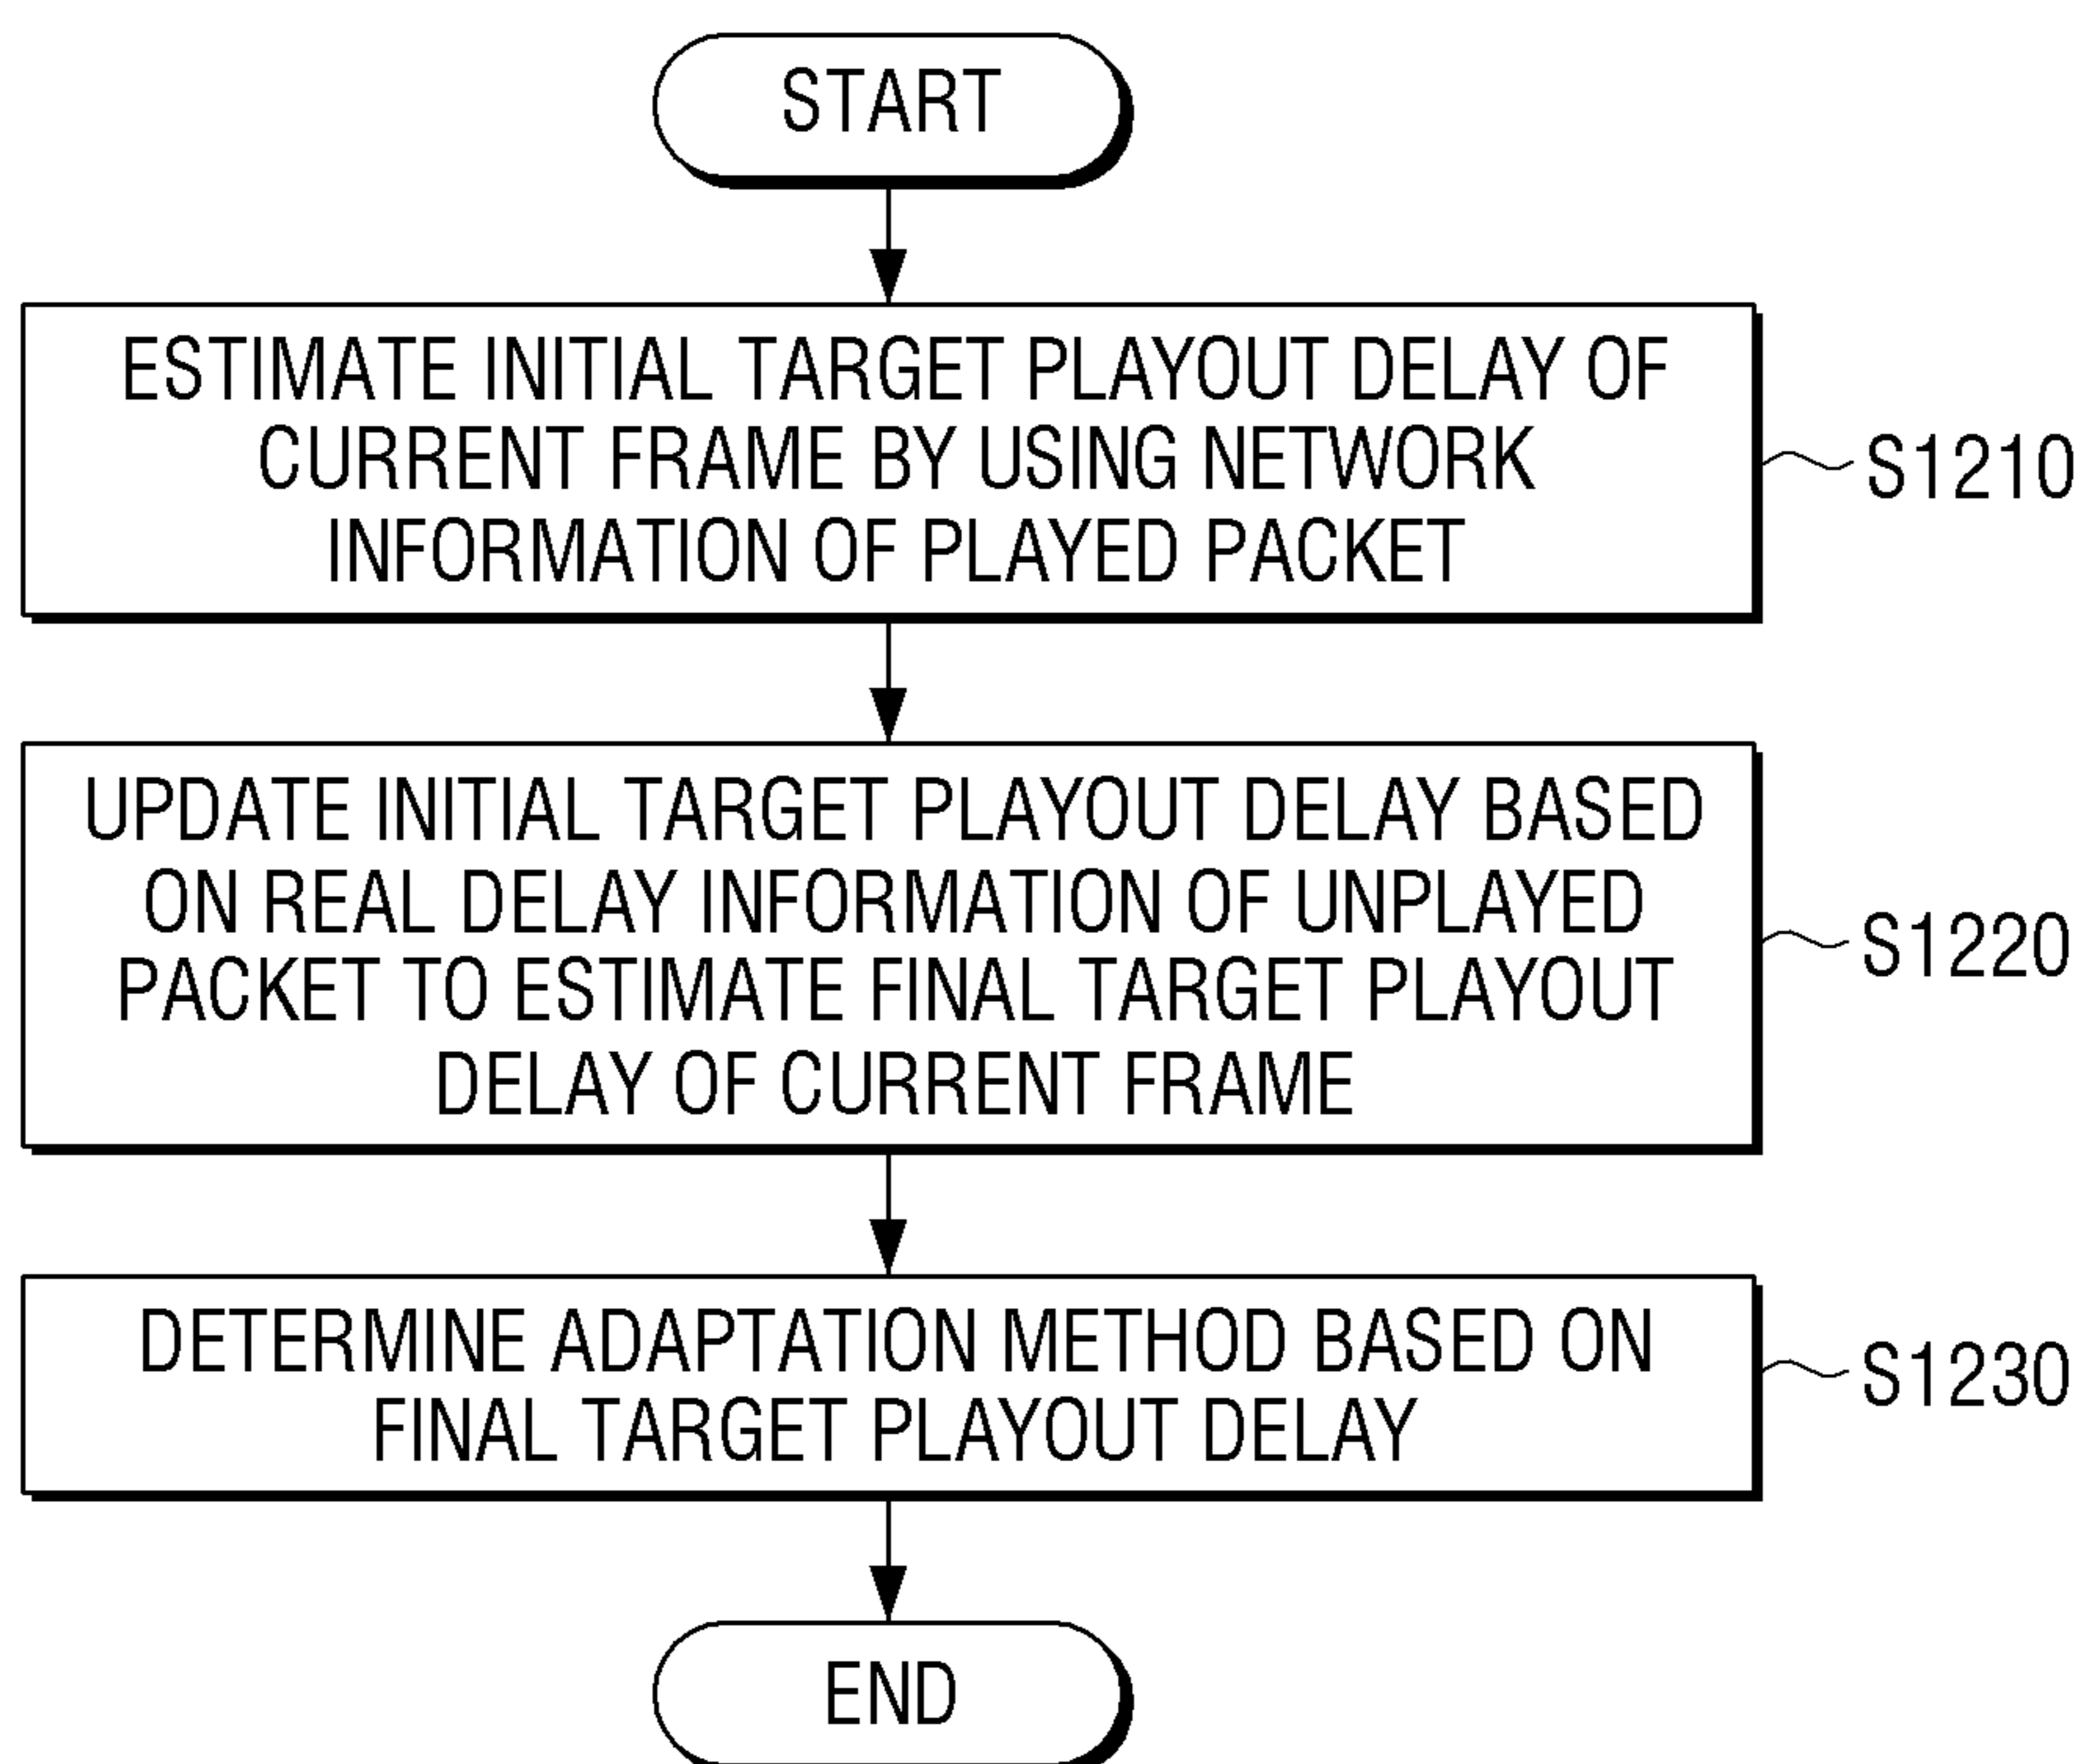 START
ESTIMATE INITIAL TARGET PLAYOUT DELAY OF
CURRENT FRAME BY USING NETWORK
INFORMATION OF PLAYED PACKET
S1210
UPDATE INITIAL TARGET PLAYOUT DELAY BASED
ON REAL DELAY INFORMATION OF UNPLAYED
PACKET TO ESTIMATE FINAL TARGET PLAYOUT
DELAY OF CURRENT FRAME
S1220
DETERMINE ADAPTATION METHOD BASED ON
FINAL TARGET PLAYOUT DELAY
S1230
END